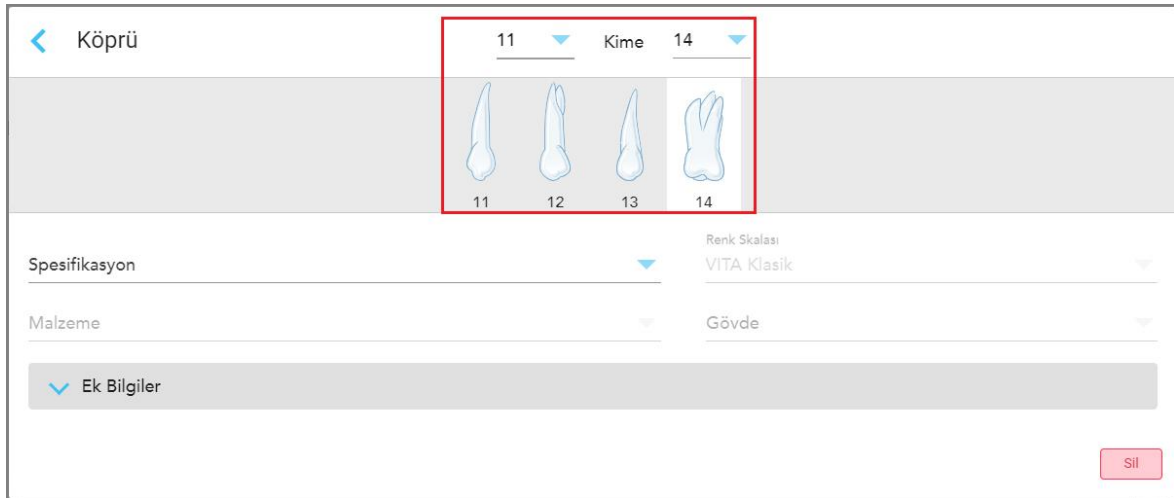 Köprü 11 Kime 14
11 12 13 14
Renk Skalası
Spesifikasyon VITA Klasik
Malzeme Gövde
Ek Bilgiler
Sil